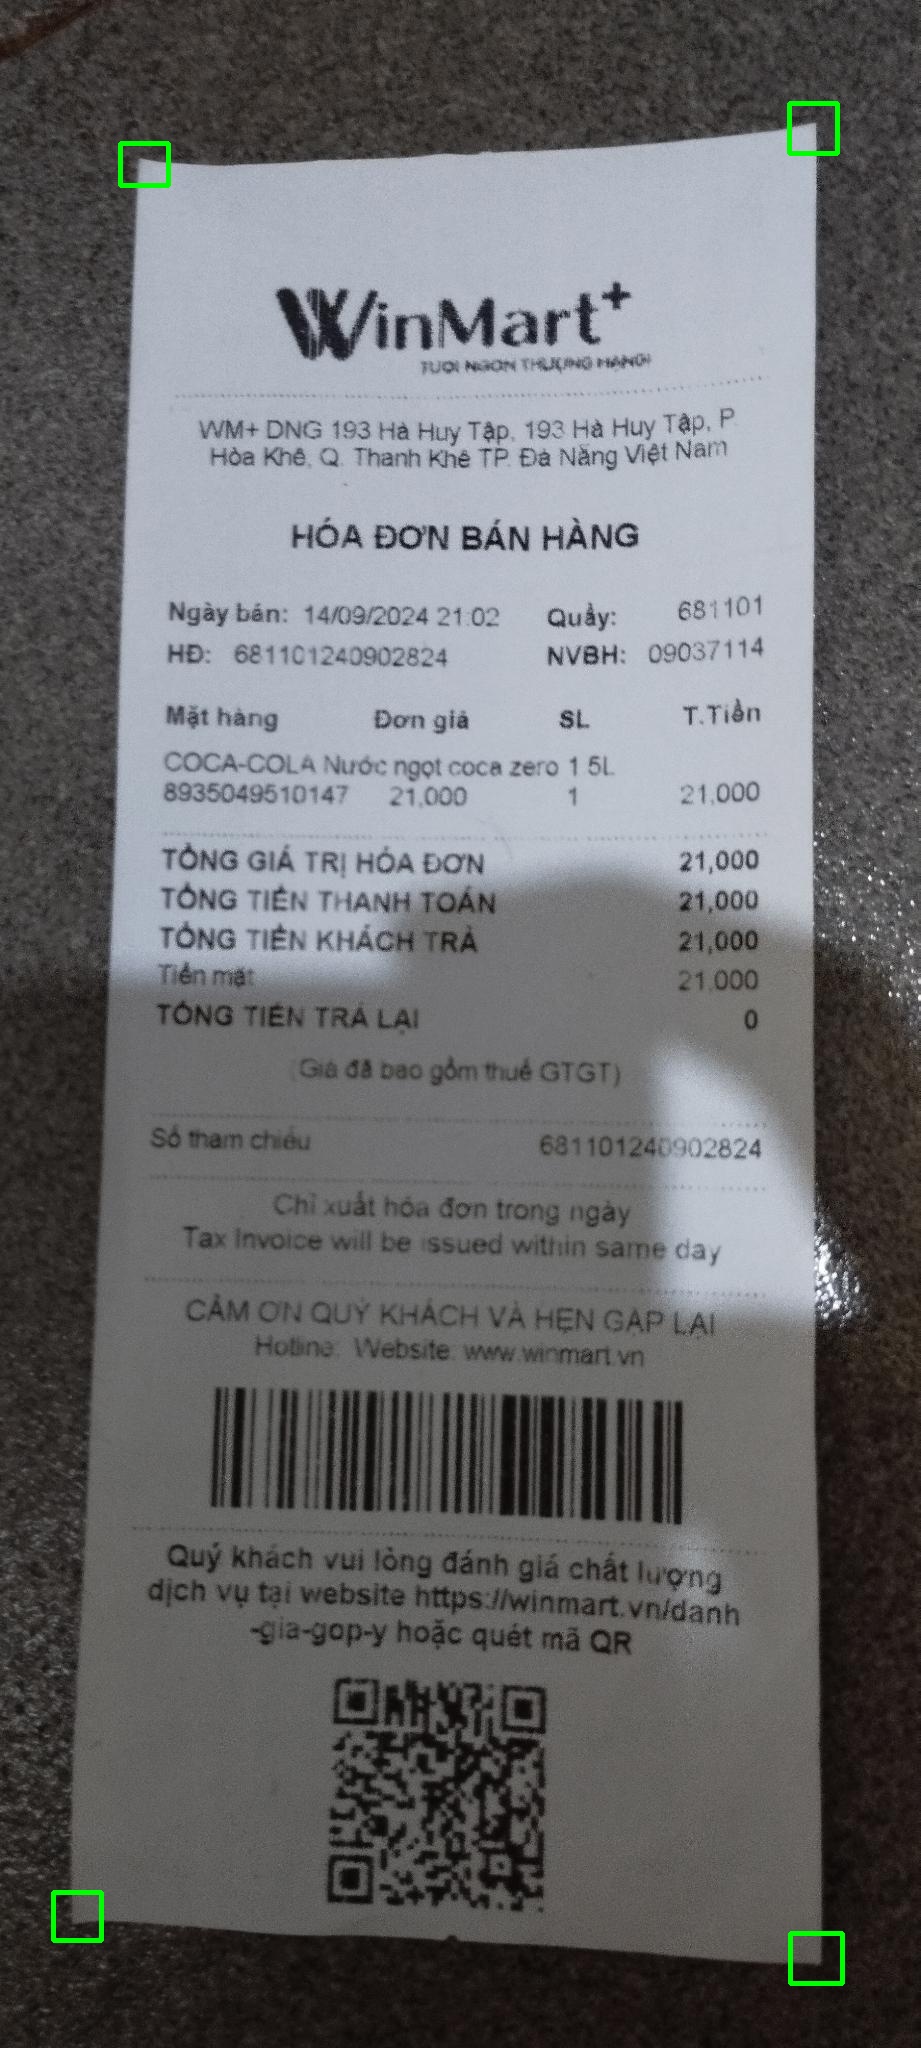 WinMart+
TƯƠI NGON THƯỢNG HẠNG!
WM+ DNG 193 Hà Huy Tập, 193 Hà Huy Tập, P.
Hòa Khê, Q. Thanh Khê TP. Đà Nẵng Việt Nam
HÓA ĐƠN BÁN HÀNG
Ngày bán: 14/09/2024 21:02 Quầy: 681101
HĐ: 681101240902824 NVBH: 09037114
Mặt hàng Đơn giá SL T.Tiền
COCA-COLA Nước ngọt coca zero 1.5L
8935049510147 21,000 1 21,000
TỔNG GIÁ TRỊ HÓA ĐƠN 21,000
TỔNG TIỀN THANH TOÁN 21,000
TỔNG TIỀN KHÁCH TRẢ 21,000
Tiền mặt 21,000
TỔNG TIỀN TRẢ LẠI 0
(Giá đã bao gồm thuế GTGT)
Số tham chiếu 681101240902824
Chỉ xuất hóa đơn trong ngày
Tax Invoice will be issued within same day
CẢM ƠN QUÝ KHÁCH VÀ HẸN GẶP LẠI
Hotline: Website: www.winmart.vn
Quý khách vui lòng đánh giá chất lượng
dịch vụ tại website https://winmart.vn/danh
-gia-gop-y hoặc quét mã QR